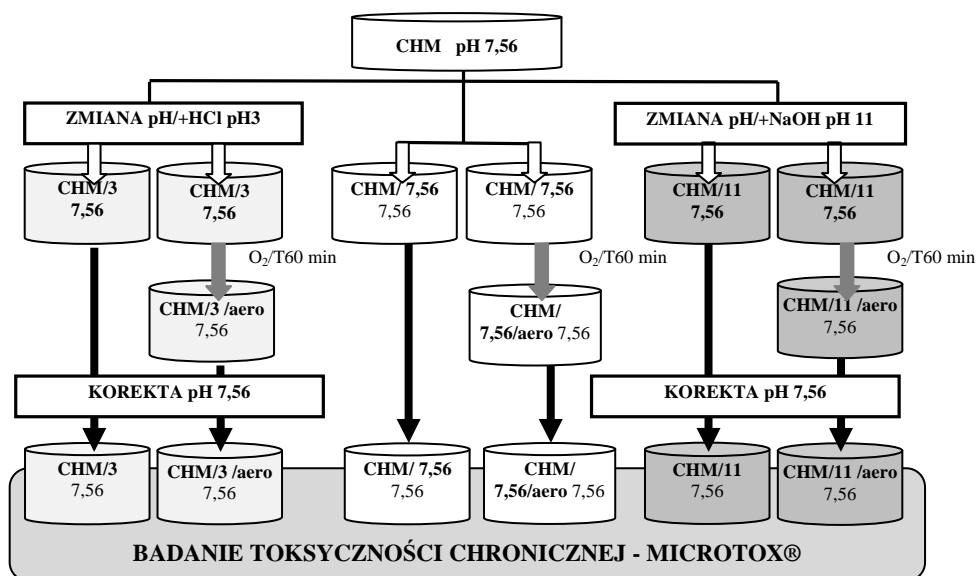 CHM pH 7,56
ZMIANA pH/+HCl pH3
ZMIANA pH/+NaOH pH 11
CHM/3
7,56
CHM/3
7,56
CHM/ 7,56
7,56
CHM/ 7,56
7,56
CHM/11
7,56
CHM/11
7,56
O₂/T60 min
O₂/T60 min
O₂/T60 min
CHM/3 /aero
7,56
CHM/
7,56/aero 7,56
CHM/11 /aero
7,56
KOREKTA pH 7,56
KOREKTA pH 7,56
CHM/3
7,56
CHM/3 /aero
7,56
CHM/ 7,56
7,56
CHM/
7,56/aero 7,56
CHM/11
7,56
CHM/11 /aero
7,56
BADANIE TOKSYCZNOŚCI CHRONICZNEJ - MICROTOX®